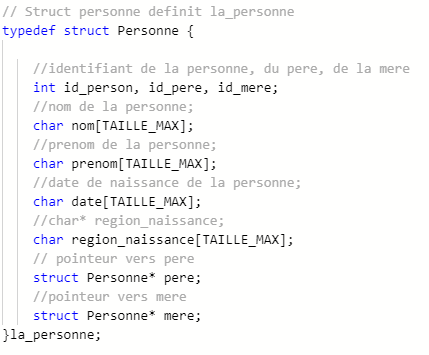 // Struct personne definit la_personne
typedef struct Personne {
//identifiant de la personne, du pere, de la mere
int id_person, id_pere, id_mere;
//nom de la personne;
char nom[TAILLE_MAX];
//prenom de la personne;
char prenom[TAILLE_MAX];
//date de naissance de la personne;
char date[TAILLE_MAX];
//char* region_naissance;
char region_naissance[TAILLE_MAX];
// pointeur vers pere
struct Personne* pere;
//pointeur vers mere
struct Personne* mere;
}la_personne;